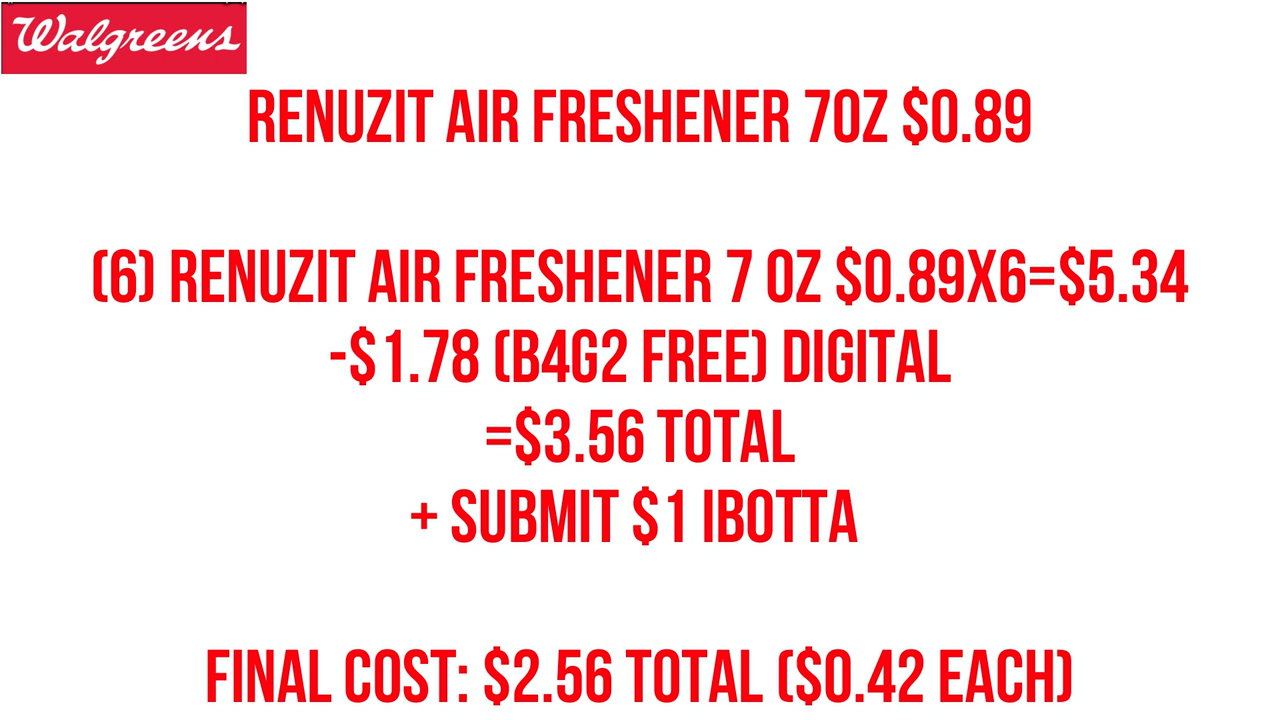 Walgreens
RENUZIT AIR FRESHENER 7OZ $0.89
(6) RENUZIT AIR FRESHENER 7 OZ $0.89X6=$5.34
-$1.78 (B4G2 FREE) DIGITAL
=$3.56 TOTAL
+ SUBMIT $1 IBOTTA
FINAL COST: $2.56 TOTAL ($0.42 EACH)